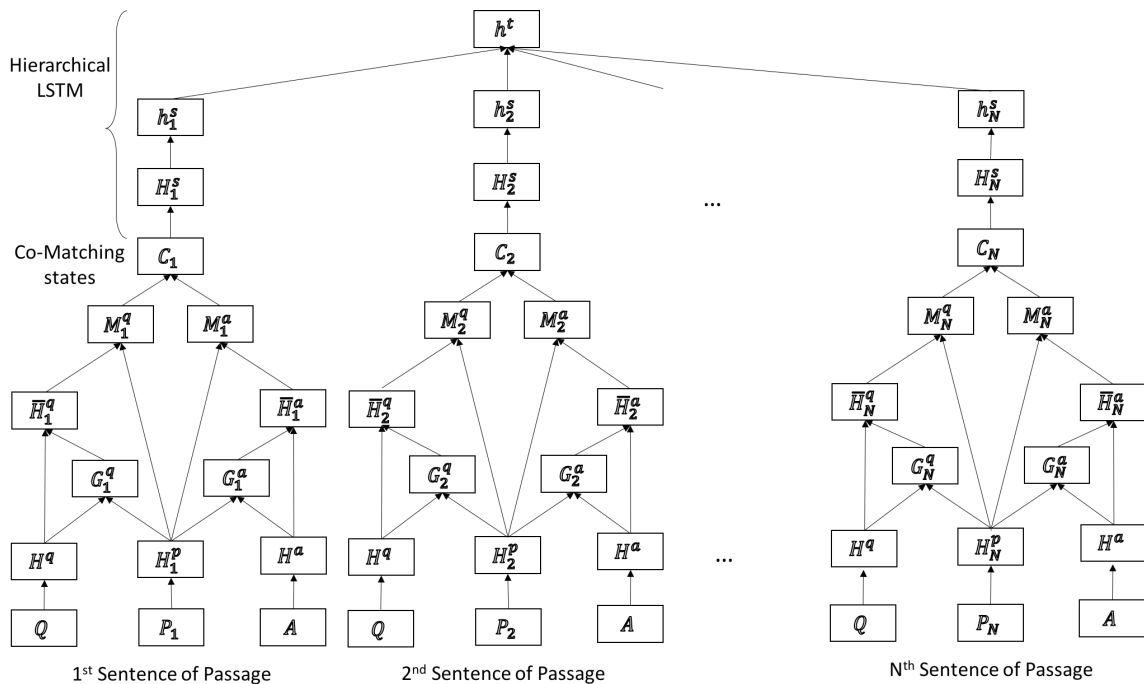 h^t
Hierarchical
LSTM
h_1^s h_2^s h_N^s
H_1^s H_2^s H_N^s
...
Co-Matching
states
C_1 C_2 C_N
M_1^q M_1^a M_2^q M_2^a M_N^q M_N^a
H̅_1^q H̅_1^a H̅_2^q H̅_2^a H̅_N^q H̅_N^a
G_1^q G_1^a G_2^q G_2^a G_N^q G_N^a
H^q H_1^p H^a H^q H_2^p H^a ... H^q H_N^p H^a
Q P_1 A Q P_2 A Q P_N A
1st Sentence of Passage 2nd Sentence of Passage Nth Sentence of Passage